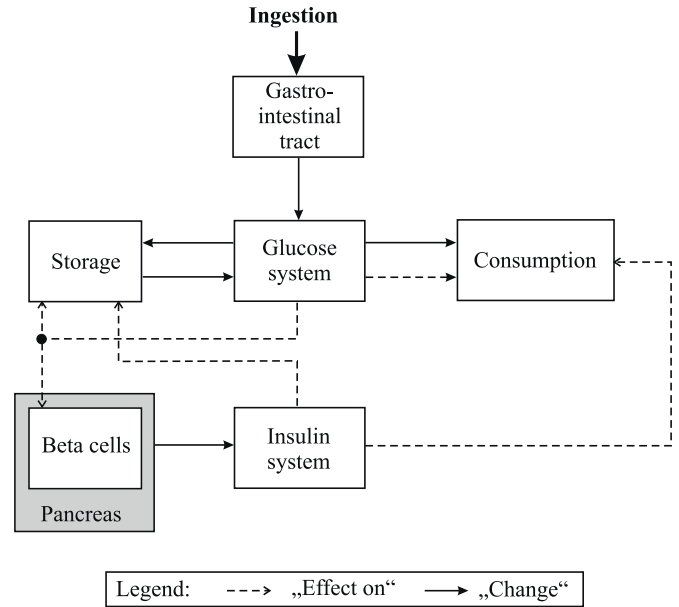 Ingestion
Gastro-
intestinal
tract
Storage
Glucose
system
Consumption
Beta cells
Pancreas
Insulin
system
Legend: „Effect on“ „Change“